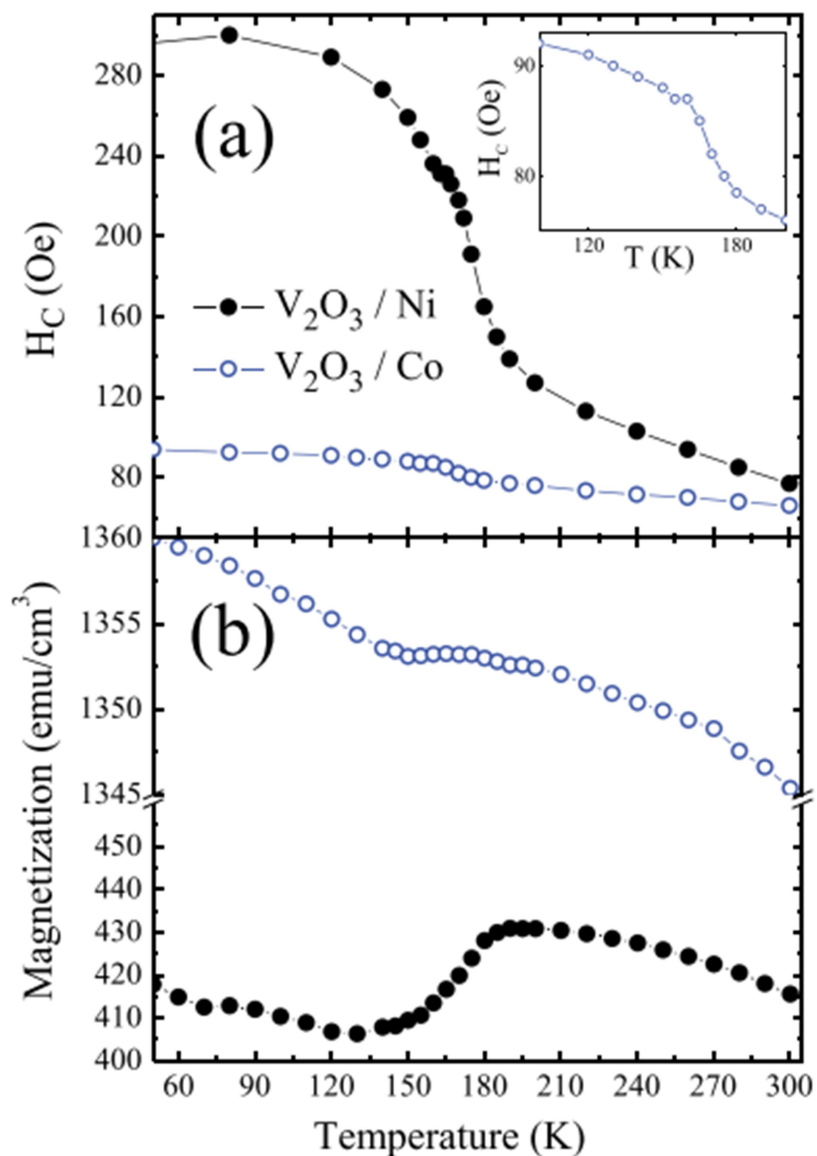 280
240
200
160
120
80
H_C (Oe)
(a)
V₂O₃ / Ni
V₂O₃ / Co
90
80
H_C (Oe)
120 180
T (K)
1360
1355
1350
1345
450
440
430
420
410
400
Magnetization (emu/cm³)
(b)
60 90 120 150 180 210 240 270 300
Temperature (K)